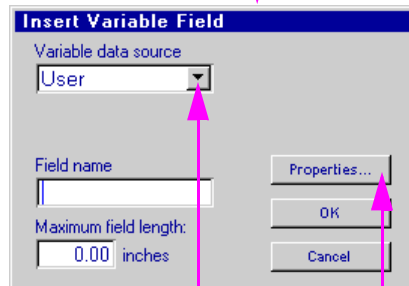 Insert Variable Field
Variable data source
User
Field name
Properties...
Maximum field length:
OK
0.00 inches
Cancel